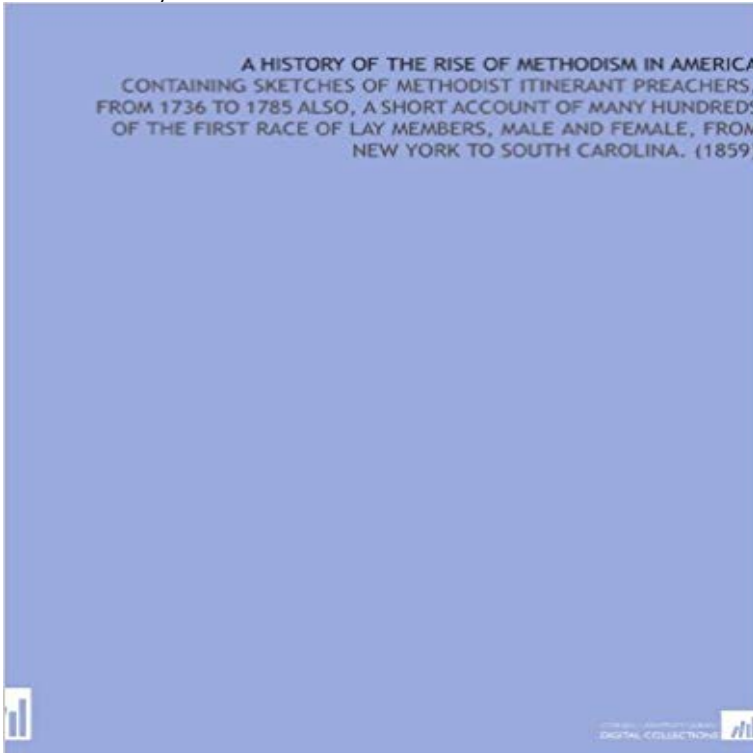 A HISTORY OF THE RISE OF METHODISM IN AMERICA
CONTAINING SKETCHES OF METHODIST ITINERANT PREACHERS,
FROM 1736 TO 1785 ALSO, A SHORT ACCOUNT OF MANY HUNDREDS
OF THE FIRST RACE OF LAY MEMBERS, MALE AND FEMALE, FROM
NEW YORK TO SOUTH CAROLINA. (1859)
DIGITAL COLLECTIONS